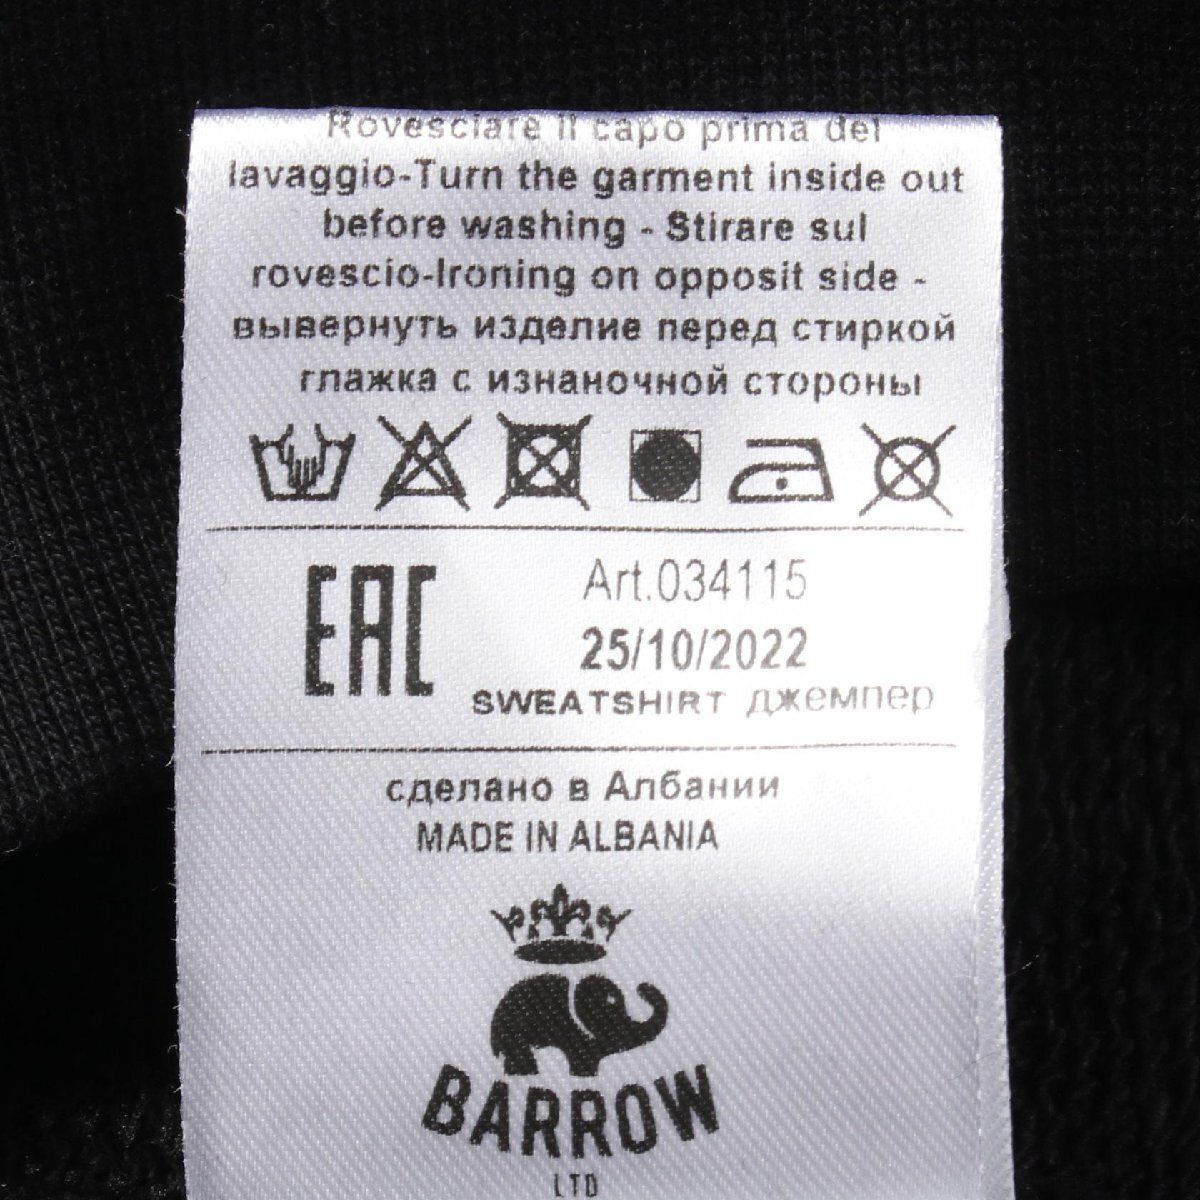 Rovesciare il capo prima del
lavaggio-Turn the garment inside out
before washing - Stirare sul
rovescio-Ironing on opposit side -
вывернуть изделие перед стиркой
глажка с изнаночной стороны
EAC
Art.034115
25/10/2022
SWEATSHIRT джемпер
сделано в Албании
MADE IN ALBANIA
BARROW
LTD